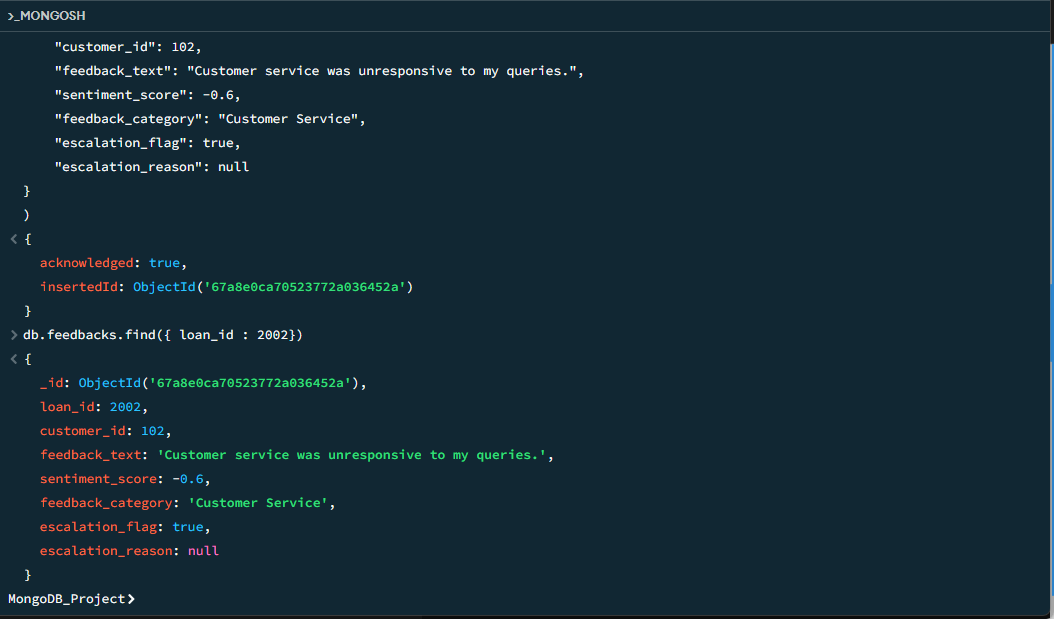 >_MONGOSH
"customer_id": 102,
"feedback_text": "Customer service was unresponsive to my queries.",
"sentiment_score": -0.6,
"feedback_category": "Customer Service",
"escalation_flag": true,
"escalation_reason": null
}
)
< {
acknowledged: true,
insertedId: ObjectId('67a8e0ca70523772a036452a')
}
> db.feedbacks.find({ loan_id : 2002})
< {
_id: ObjectId('67a8e0ca70523772a036452a'),
loan_id: 2002,
customer_id: 102,
feedback_text: 'Customer service was unresponsive to my queries.',
sentiment_score: -0.6,
feedback_category: 'Customer Service',
escalation_flag: true,
escalation_reason: null
}
MongoDB_Project>